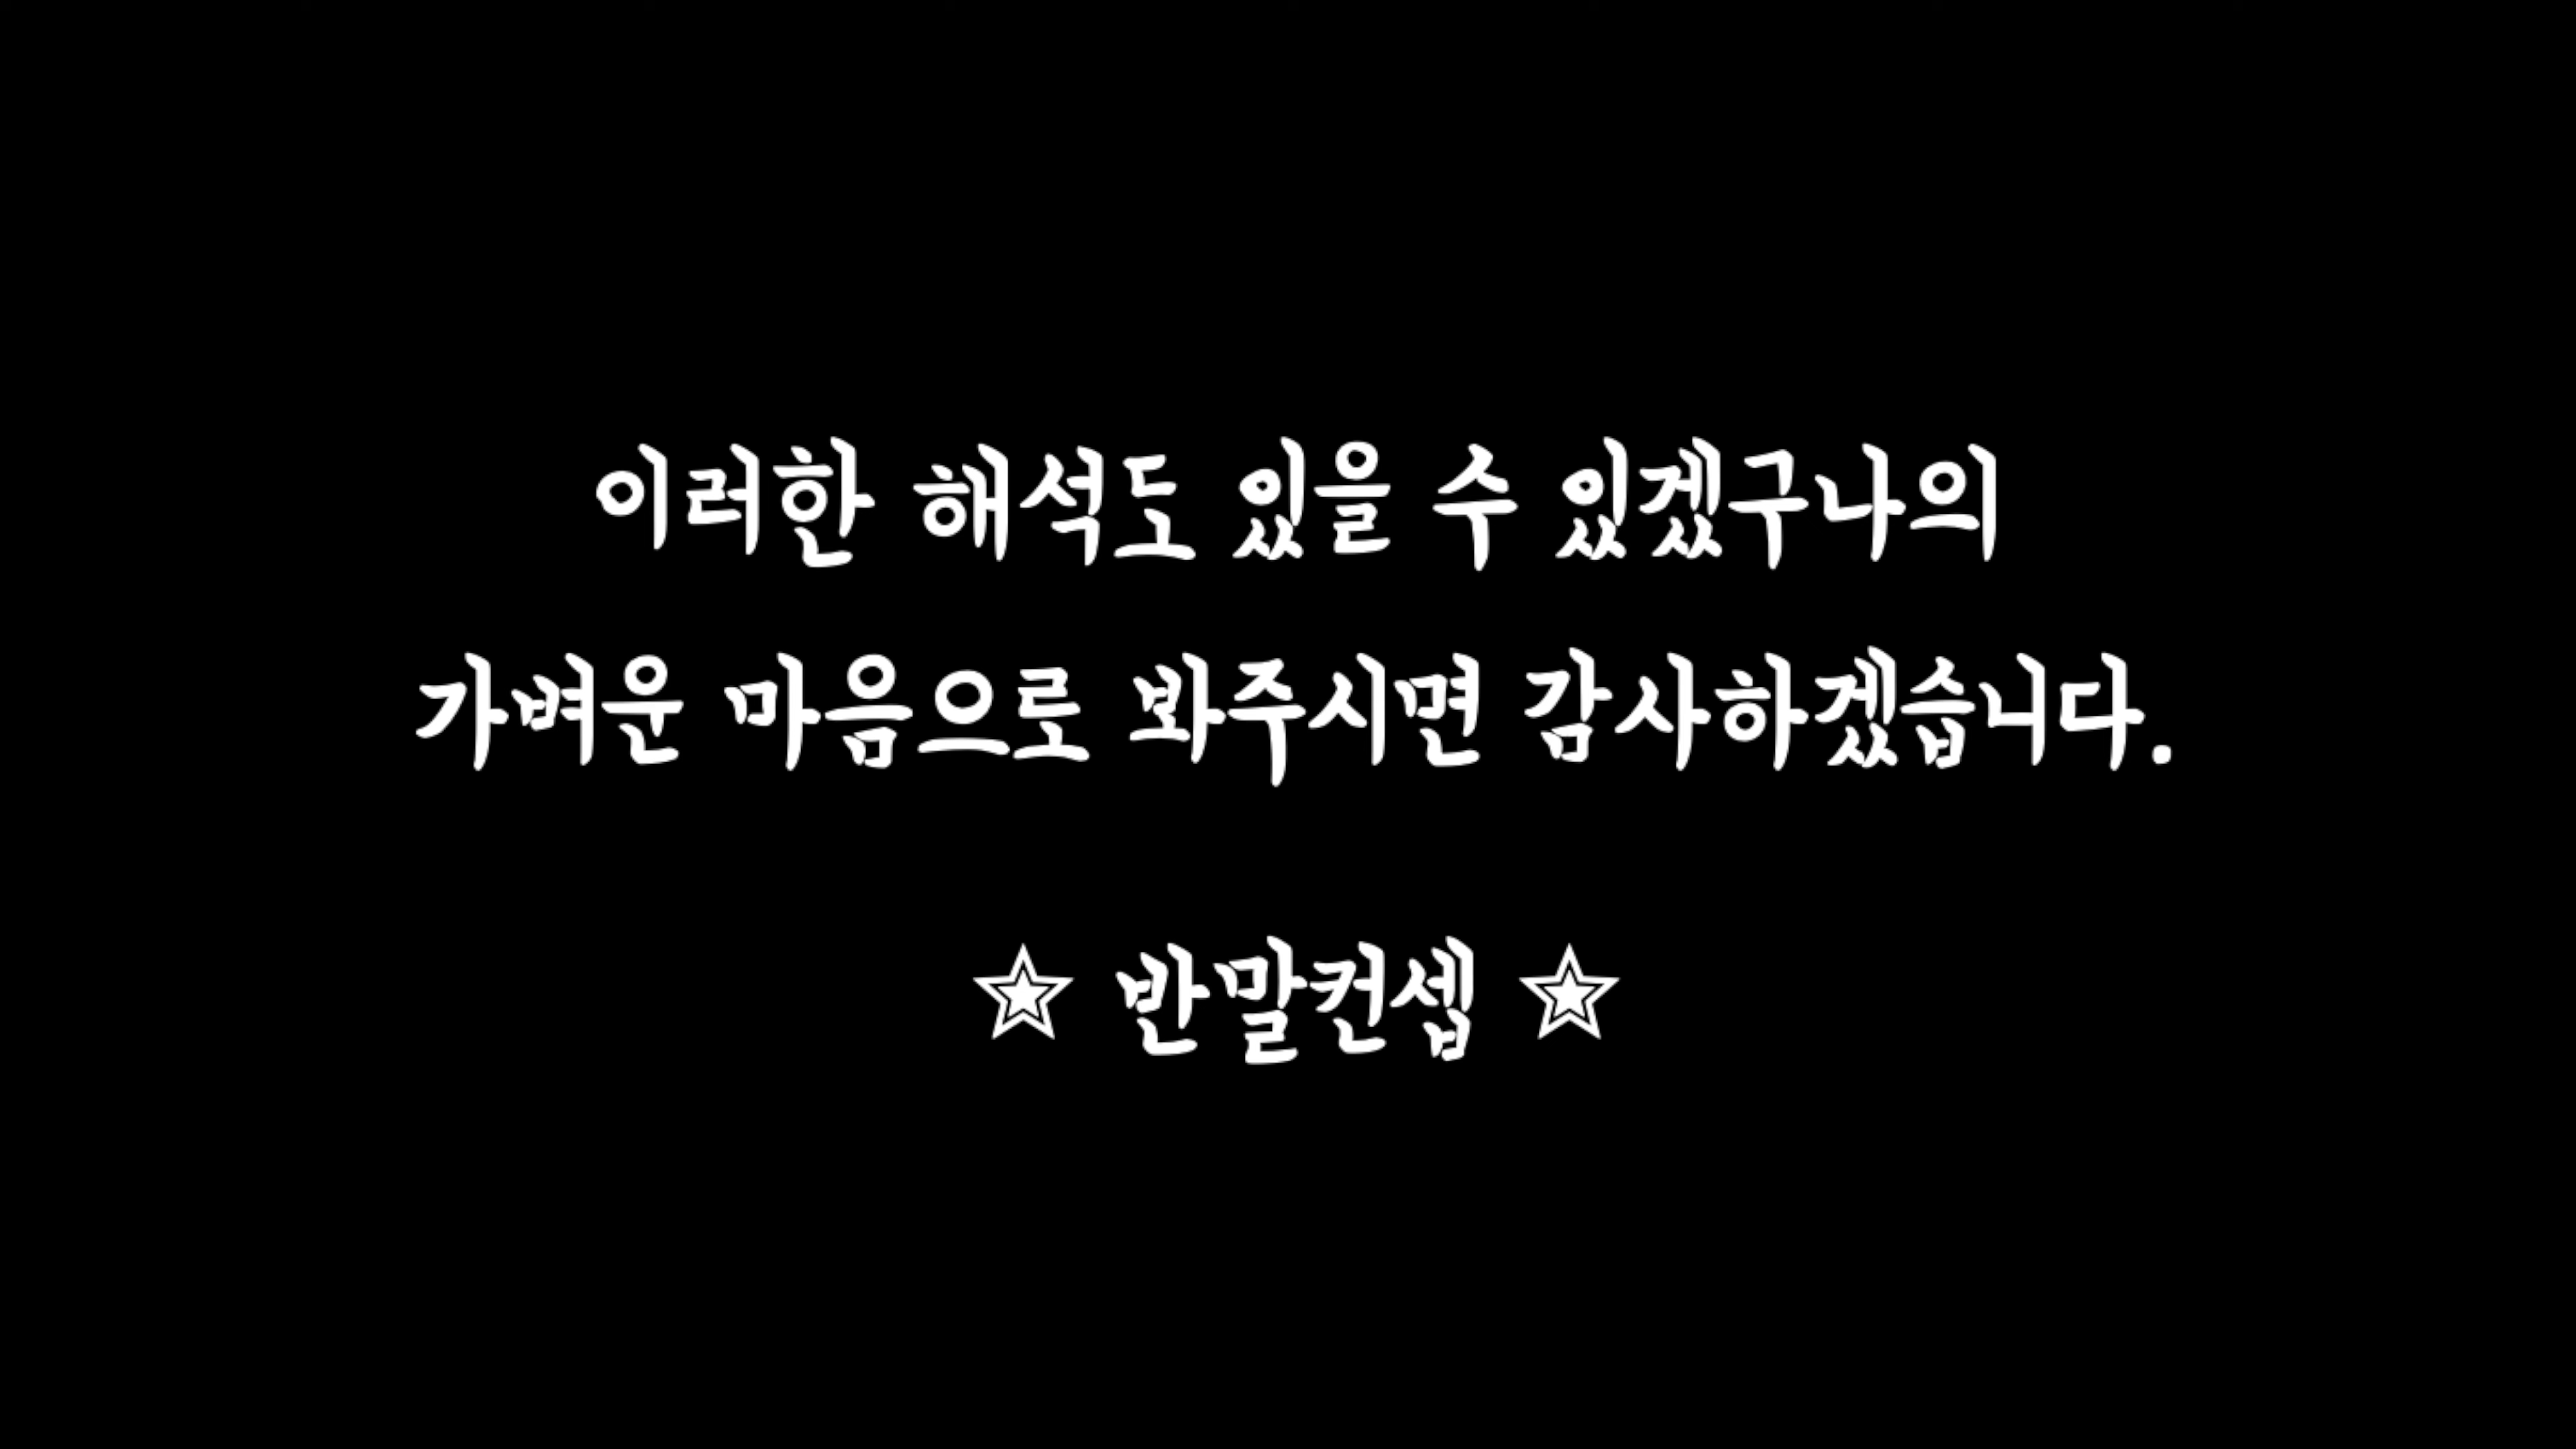 이러한 해석도 있을 수 있겠구나의
가벼운 마음으로 봐주시면 감사하겠습니다.
☆ 반말컨셉 ☆